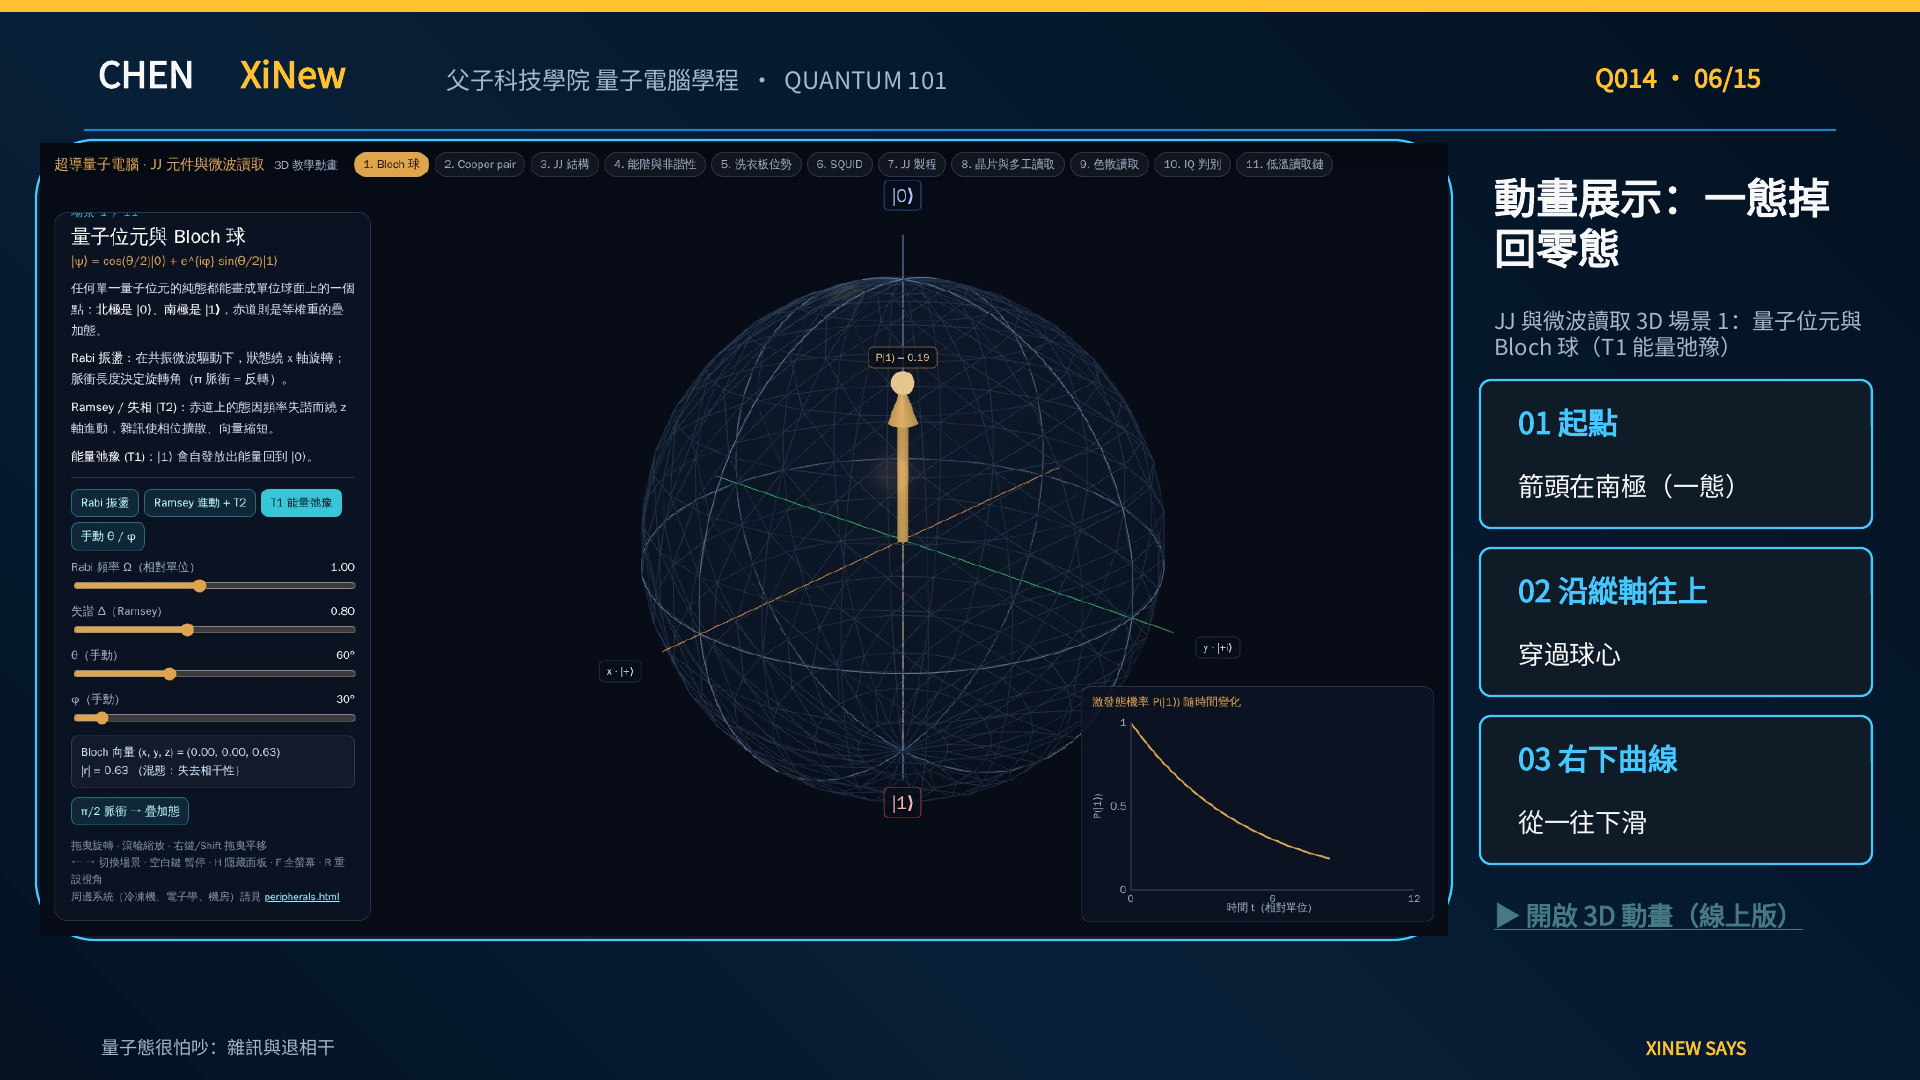 CHEN XiNew 父子科技學院 量子電腦學程 • QUANTUM 101 Q014 • 06/15
超導量子電腦 · JJ 元件與微波讀取 3D 教學動畫 1. Bloch 球 2. Cooper pair 3. JJ 結構 4. 能階與非諧性 5. 洗衣板位勢 6. SQUID 7. JJ 製程 8. 晶片與多工讀取 9. 色散讀取 10. IQ 判別 11. 低溫讀取鏈
場景 1 / 11
量子位元與 Bloch 球
|ψ⟩ = cos(θ/2)|0⟩ + e^{iφ} sin(θ/2)|1⟩
任何單一量子位元的純態都能畫成單位球面上的一個
點：北極是 |0⟩、南極是 |1⟩，赤道則是等權重的疊
加態。
Rabi 振盪：在共振微波驅動下，狀態繞 x 軸旋轉；
脈衝長度決定旋轉角（π 脈衝 = 反轉）。
Ramsey / 失相 (T2)：赤道上的態因頻率失諧而繞 z
軸進動，雜訊使相位擴散、向量縮短。
能量弛豫 (T1)：|1⟩ 會自發放出能量回到 |0⟩。
Rabi 振盪 Ramsey 進動 + T2 T1 能量弛豫
手動 θ / φ
Rabi 頻率 Ω（相對單位） 1.00
失諧 Δ（Ramsey） 0.80
θ（手動） 60°
φ（手動） 30°
Bloch 向量 (x, y, z) = (0.00, 0.00, 0.63)
|r| = 0.63 （混態：失去相干性）
π/2 脈衝 → 疊加態
拖曳旋轉 · 滾輪縮放 · 右鍵/Shift 拖曳平移
← → 切換場景 · 空白鍵 暫停 · H 隱藏面板 · F 全螢幕 · R 重
設視角
周邊系統（冷凍機、電子學、機房）請見 peripherals.html
|0⟩
P(1) = 0.19
x · |+⟩
y · |+i⟩
|1⟩
激發態機率 P(|1⟩) 隨時間變化
1
0.5
0
P(|1⟩)
0 6 12
時間 t（相對單位）
動畫展示：一態掉
回零態
JJ 與微波讀取 3D 場景 1：量子位元與
Bloch 球（T1 能量弛豫）
01 起點
箭頭在南極（一態）
02 沿縱軸往上
穿過球心
03 右下曲線
從一往下滑
▶ 開啟 3D 動畫（線上版）
量子態很怕吵：雜訊與退相干
XINEW SAYS